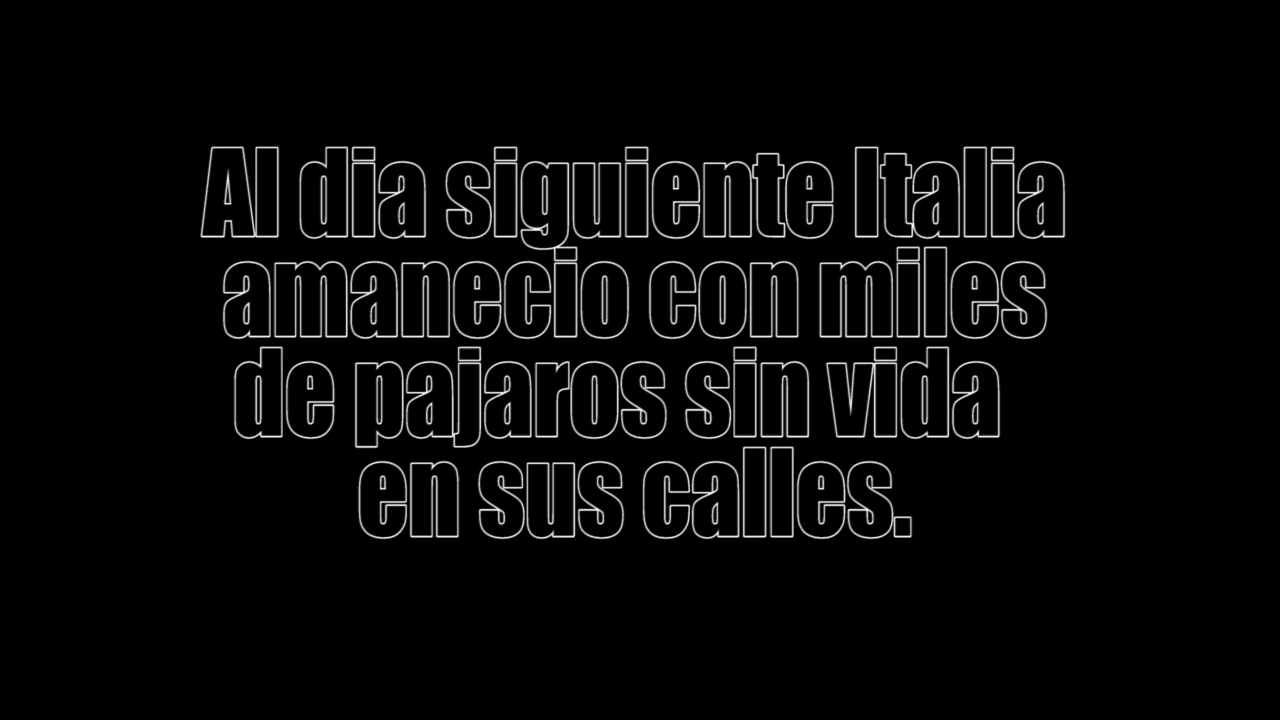 Al dia siguiente Italia
amanecio con miles
de pajaros sin vida
en sus calles.